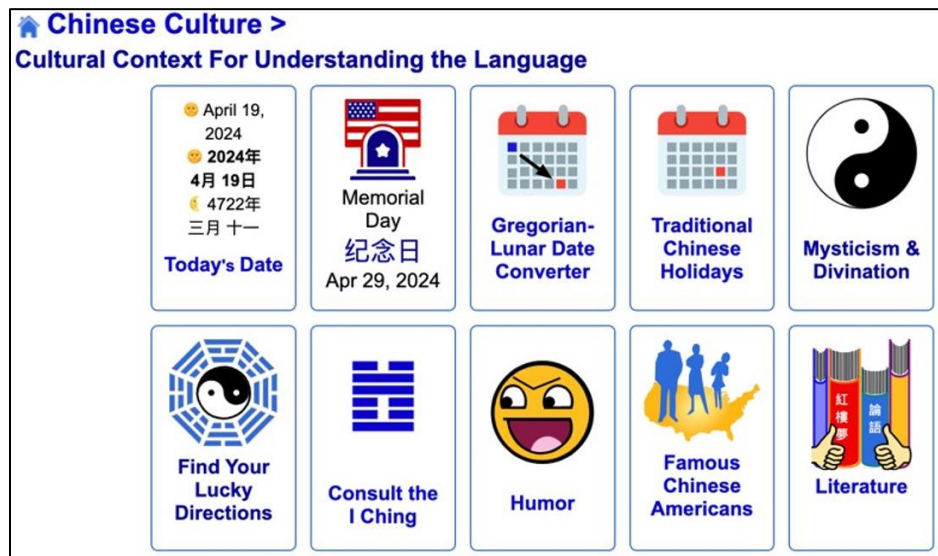 Chinese Culture >
Cultural Context For Understanding the Language
April 19,
2024
2024年
4月 19日
4722年
三月 十一
Today's Date
Memorial
Day
纪念日
Apr 29, 2024
Gregorian-
Lunar Date
Converter
Traditional
Chinese
Holidays
Mysticism &
Divination
Find Your
Lucky
Directions
Consult the
I Ching
Humor
Famous
Chinese
Americans
紅樓夢
論語
Literature